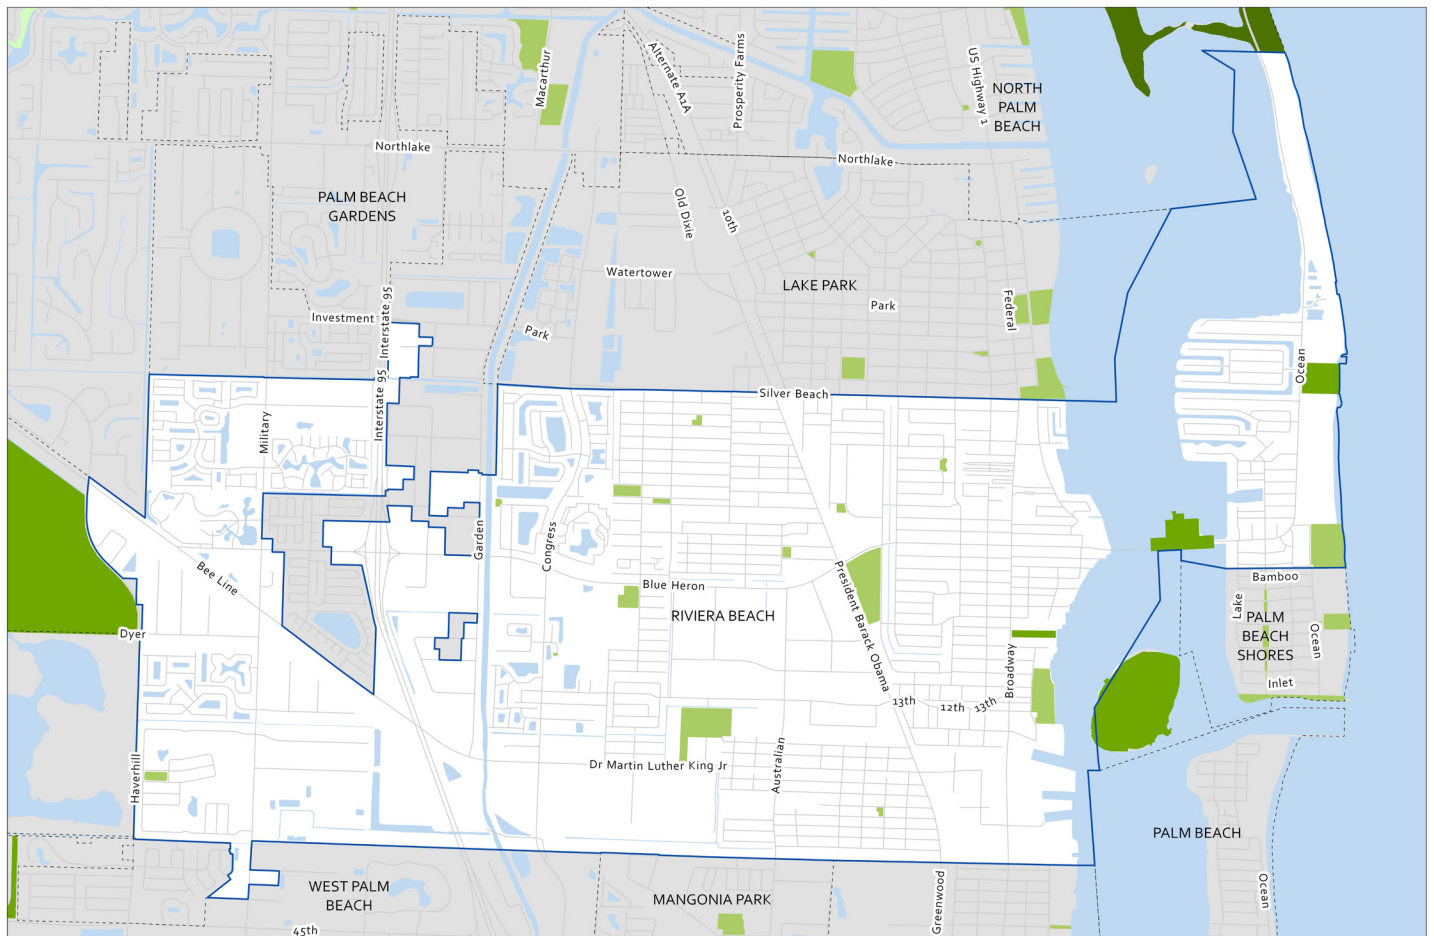 Macarthur
Alternate A1A
Prosperity Farms
US Highway 1
NORTH
PALM
BEACH
Northlake
Northlake
PALM BEACH
GARDENS
Old Dixie
10th
Watertower
LAKE PARK
Investment
Interstate 95
Park
Park
Federal
Ocean
Silver Beach
Interstate 95
Military
Garden
Congress
Bee Line
Blue Heron
Bamboo
RIVIERA BEACH
President Barack Obama
Lake
PALM
BEACH
SHORES
Ocean
Dyer
Broadway
Inlet
13th
12th
13th
Haverhill
Dr Martin Luther King Jr
Australian
PALM BEACH
WEST PALM
BEACH
MANGONIA PARK
Greenwood
Ocean
45th